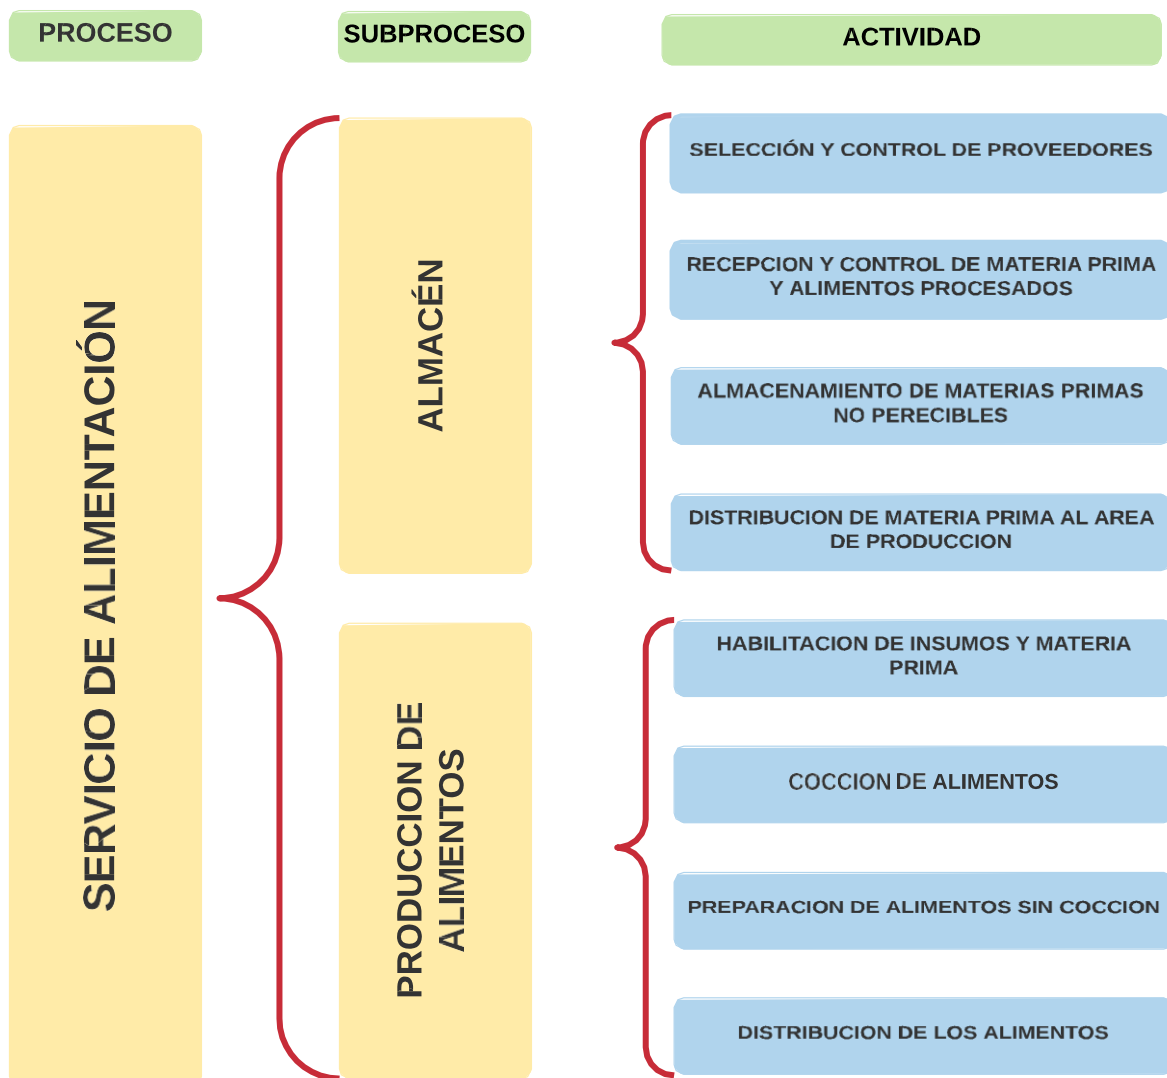 PROCESO
SUBPROCESO
ACTIVIDAD
SERVICIO DE ALIMENTACIÓN
ALMACÉN
SELECCIÓN Y CONTROL DE PROVEEDORES
RECEPCION Y CONTROL DE MATERIA PRIMA
Y ALIMENTOS PROCESADOS
ALMACENAMIENTO DE MATERIAS PRIMAS
NO PERECIBLES
DISTRIBUCION DE MATERIA PRIMA AL AREA
DE PRODUCCION
PRODUCCION DE
ALIMENTOS
HABILITACION DE INSUMOS Y MATERIA
PRIMA
COCCION DE ALIMENTOS
PREPARACION DE ALIMENTOS SIN COCCION
DISTRIBUCION DE LOS ALIMENTOS